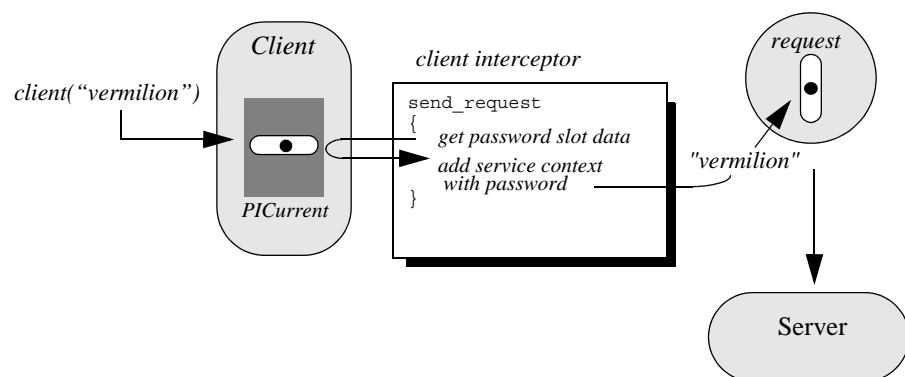 Client
request
client interceptor
client(“vermilion”)
send_request
{
get password slot data
add service context
with password
}
"vermilion"
PICurrent
Server